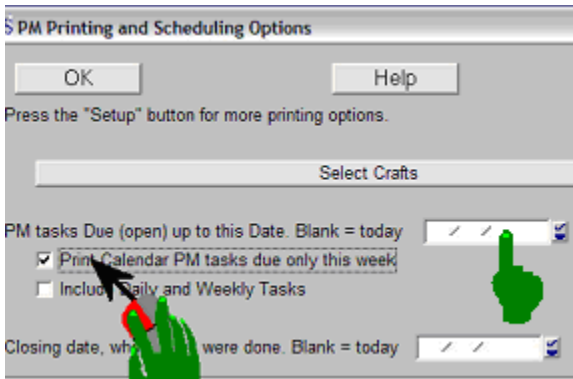 PM Printing and Scheduling Options
OK Help
Press the "Setup" button for more printing options.
Select Crafts
PM tasks Due (open) up to this Date. Blank = today / /
Print Calendar PM tasks due only this week
Daily and Weekly Tasks
Closing date, were done. Blank = today / /